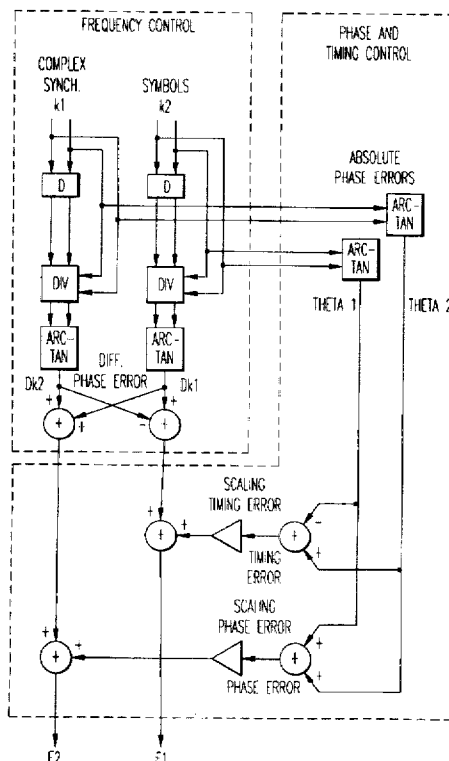 FREQUENCY CONTROL
PHASE AND
TIMING CONTROL
COMPLEX
SYNCH.
k1
SYMBOLS
k2
ABSOLUTE
PHASE ERRORS
D
D
ARC-
TAN
ARC-
TAN
DIV
DIV
THETA 1
THETA 2
ARC-
TAN
ARC-
TAN
DIFF.
PHASE ERROR
Dk2
Dk1
+
+
+
-
+
+
SCALING
TIMING ERROR
+
+
+
-
+
TIMING
ERROR
SCALING
PHASE ERROR
+
+
+
+
+
+
PHASE ERROR
E2
E1